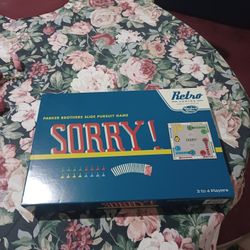 Retro
PARKER BROTHERS SLIDE PURSUIT GAME
SORRY!
2 to 4 Players